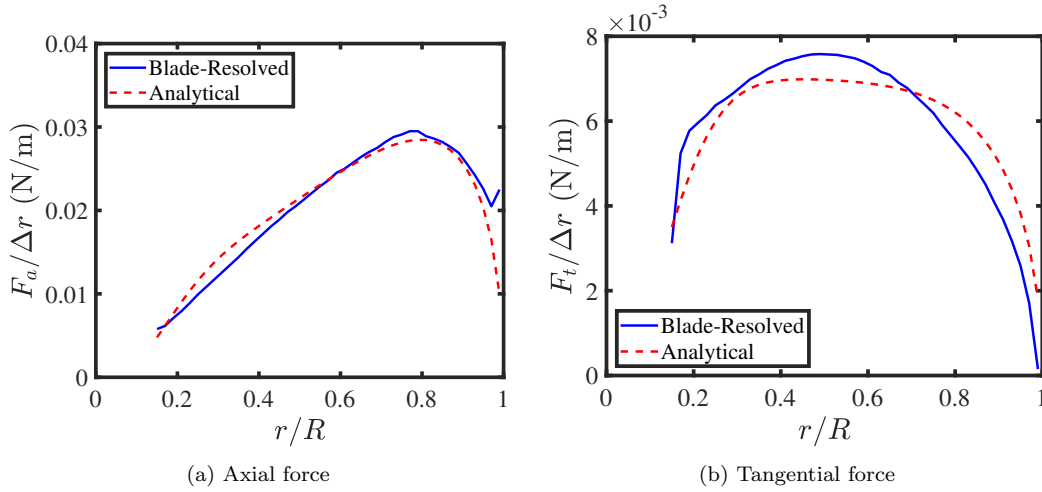 0.04
0.03
0.02
0.01
0
F_a/Δr (N/m)
Blade-Resolved
Analytical
0 0.2 0.4 0.6 0.8 1
r/R
(a) Axial force
×10⁻³
8
6
4
2
0
F_t/Δr (N/m)
Blade-Resolved
Analytical
0 0.2 0.4 0.6 0.8 1
r/R
(b) Tangential force